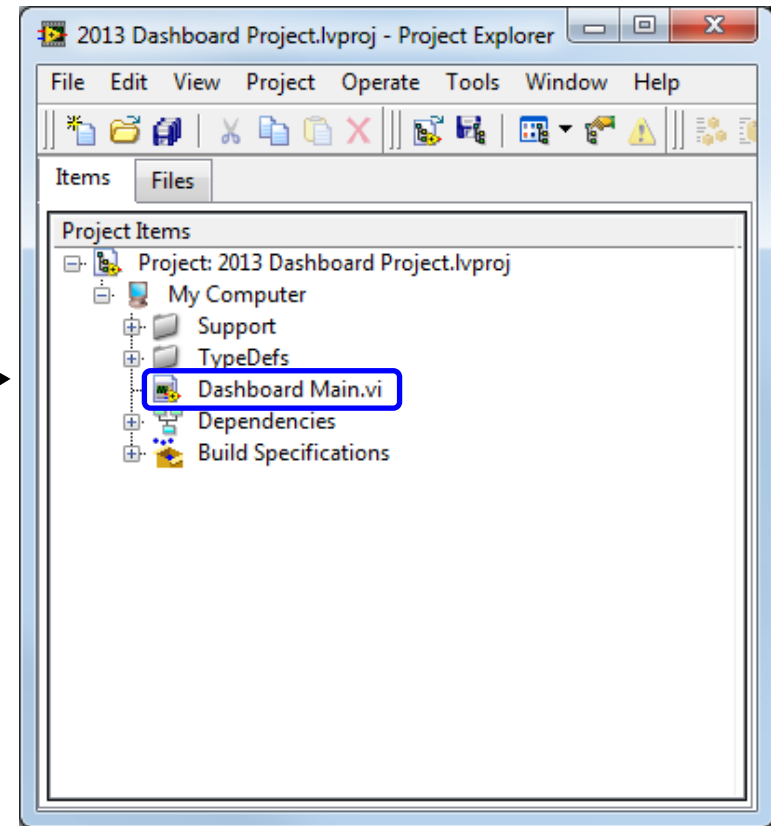 2013 Dashboard Project.lvproj - Project Explorer
File Edit View Project Operate Tools Window Help
Items Files
Project Items
Project: 2013 Dashboard Project.lvproj
My Computer
Support
TypeDefs
Dashboard Main.vi
Dependencies
Build Specifications